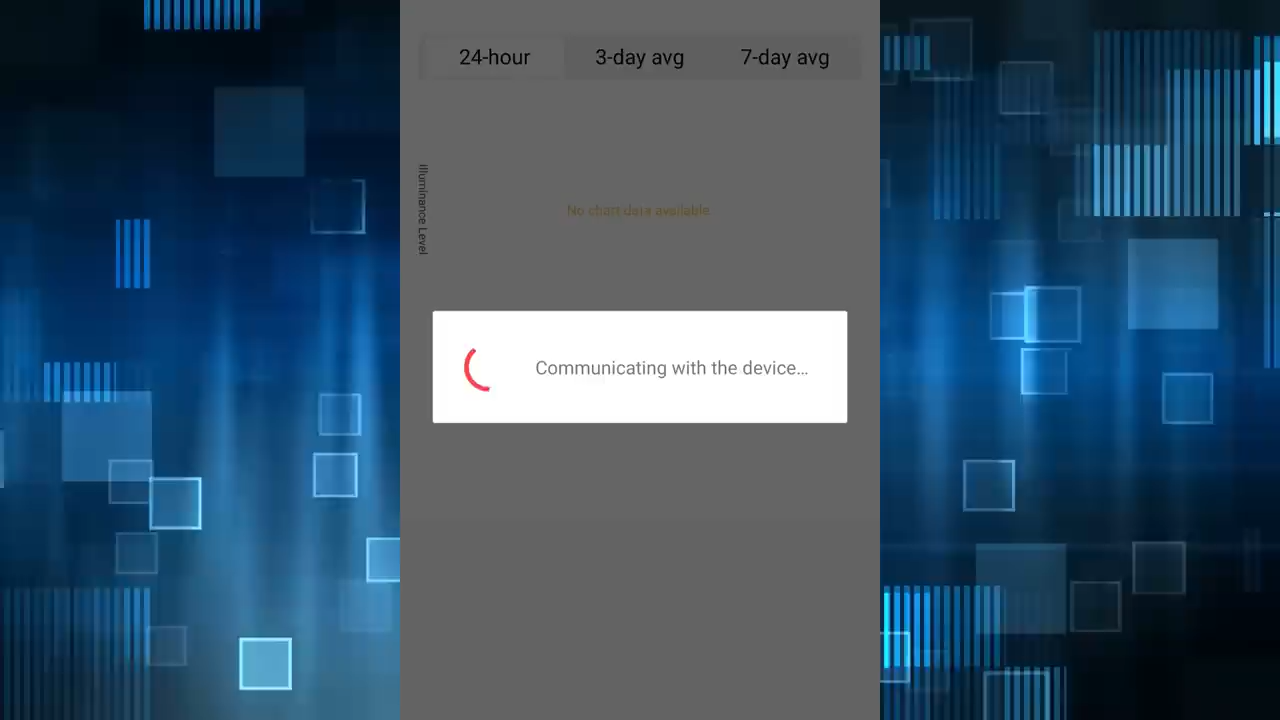 24-hour 3-day avg 7-day avg
Illuminance Level
No chart data available.
Communicating with the device…